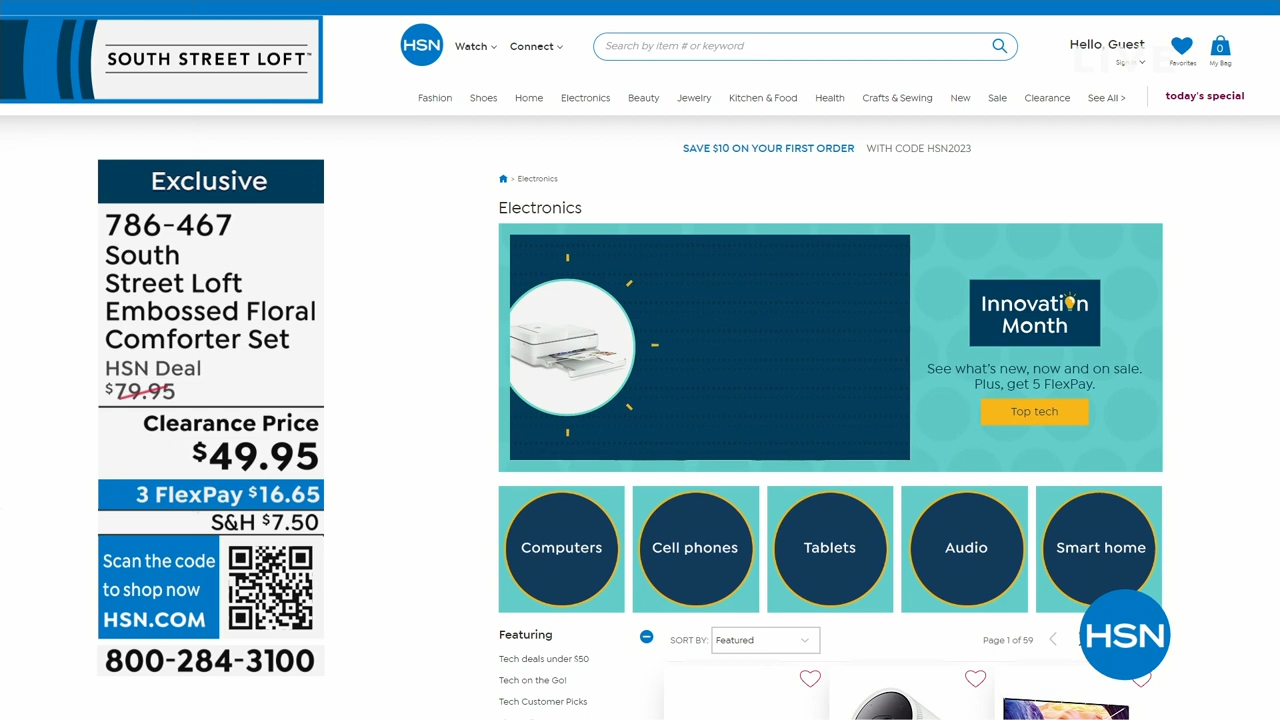 SOUTH STREET LOFT™
HSN
Watch
Connect
Search by item # or keyword
Hello, Guest
Sign In
LIVE
Favorites
0
My Bag
Fashion
Shoes
Home
Electronics
Beauty
Jewelry
Kitchen & Food
Health
Crafts & Sewing
New
Sale
Clearance
See All >
today's special
SAVE $10 ON YOUR FIRST ORDER WITH CODE HSN2023
> Electronics
Electronics
Exclusive
786-467
South
Street Loft
Embossed Floral
Comforter Set
HSN Deal
$79.95
Clearance Price
$49.95
3 FlexPay $16.65
S&H $7.50
Scan the code
to shop now
HSN.COM
800-284-3100
Innovation
Month
See what's new, now and on sale.
Plus, get 5 FlexPay.
Top tech
Computers
Cell phones
Tablets
Audio
Smart home
Featuring
Tech deals under $50
Tech on the Go!
Tech Customer Picks
SORT BY:
Featured
Page 1 of 59
HSN